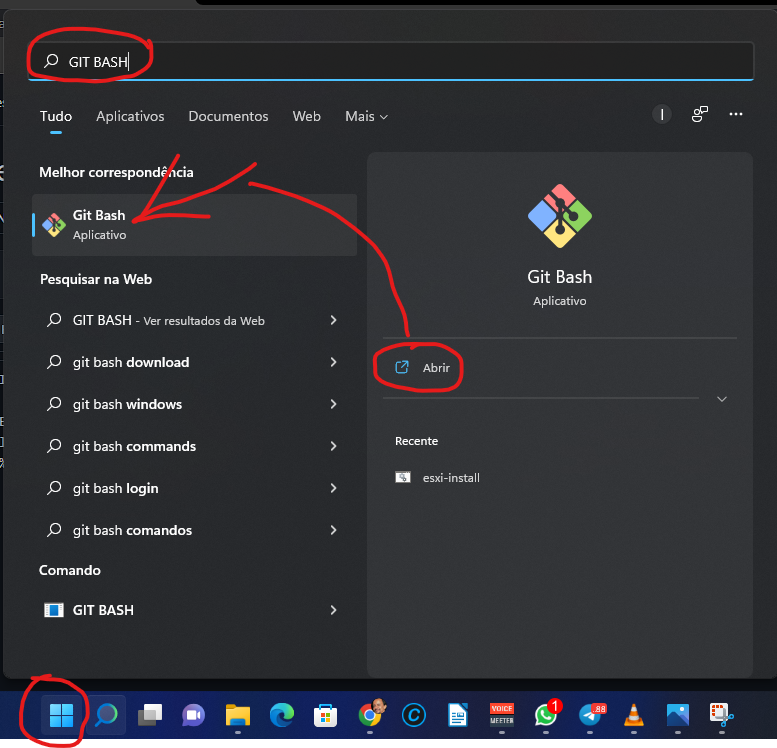 GIT BASH
Tudo
Aplicativos
Documentos
Web
Mais
I
Melhor correspondência
Git Bash
Aplicativo
Pesquisar na Web
GIT BASH - Ver resultados da Web
git bash download
git bash windows
git bash commands
git bash login
git bash comandos
Comando
GIT BASH
Git Bash
Aplicativo
Abrir
Recente
esxi-install
VOICE
MEETER
1
88